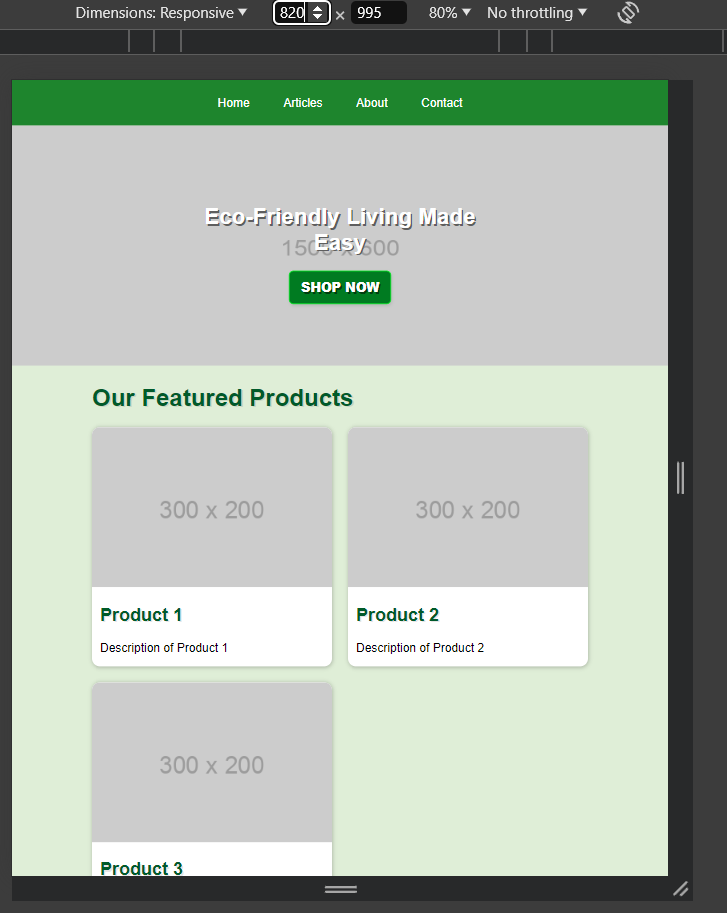 Dimensions: Responsive ▼ 820 × 995 80% ▼ No throttling ▼
Home Articles About Contact
Eco-Friendly Living Made
Easy
1500 x 600
SHOP NOW
Our Featured Products
300 x 200 300 x 200
Product 1 Product 2
Description of Product 1 Description of Product 2
300 x 200
Product 3